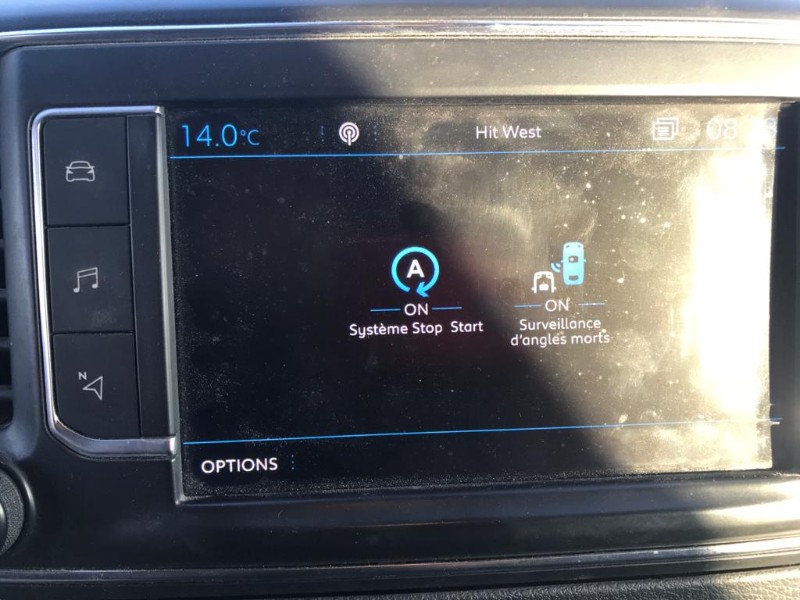 14.0°C
Hit West
A
ON
Système Stop Start
ON
Surveillance
d'angles morts
N
OPTIONS